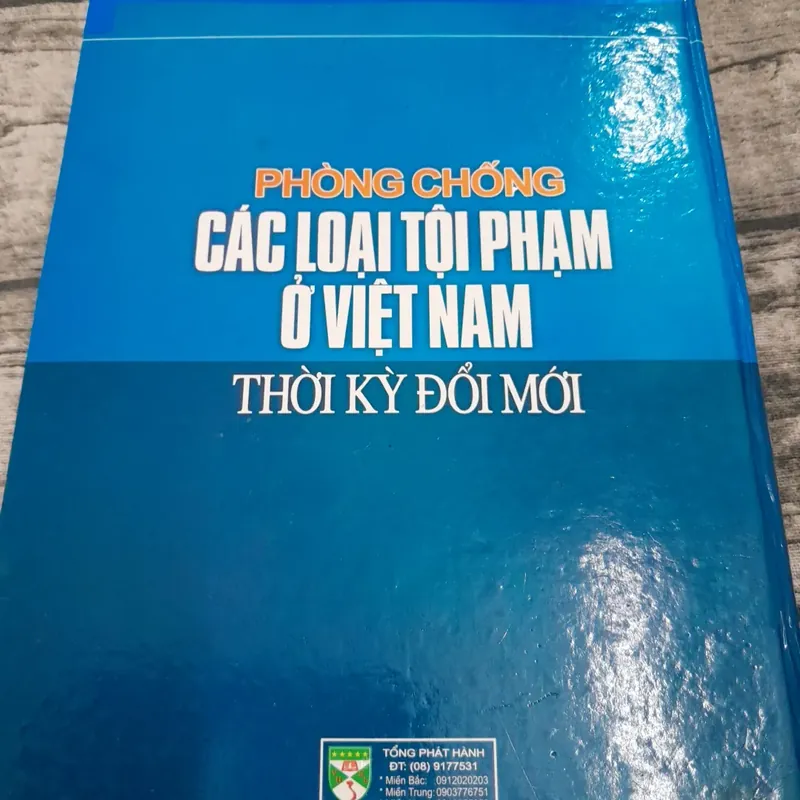 PHÒNG CHỐNG
CÁC LOẠI TỘI PHẠM
Ở VIỆT NAM
THỜI KỲ ĐỔI MỚI
TỔNG PHÁT HÀNH
ĐT: (08) 9177531
* Miền Bắc: 0912020203
* Miền Trung: 0903776751